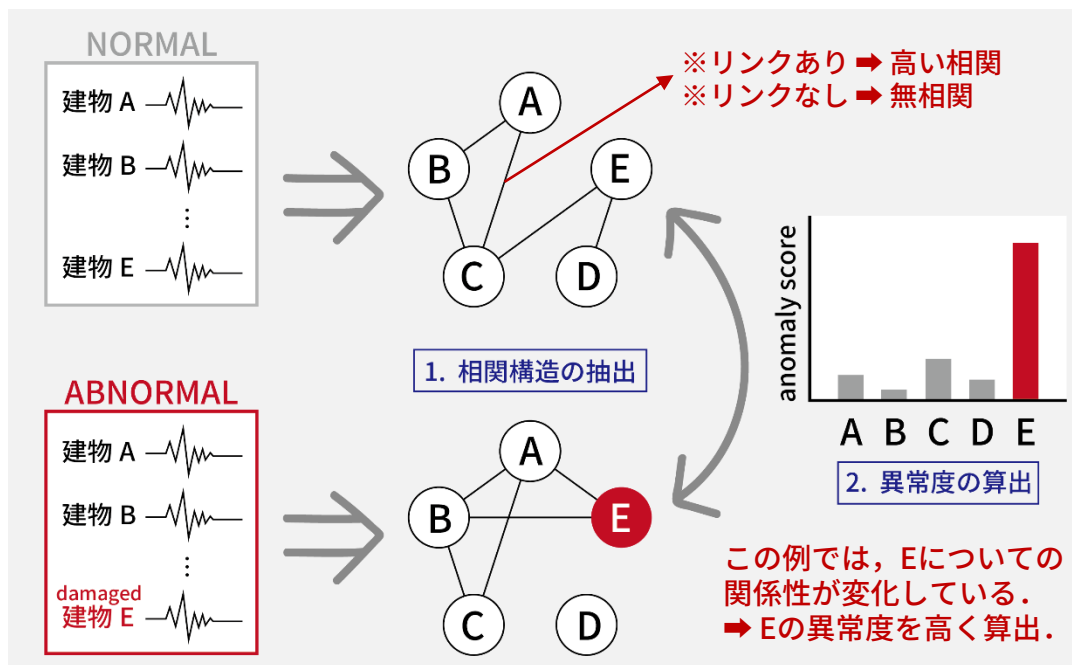 NORMAL
建物 A
建物 B
⋮
建物 E
A
B
E
C
D
※リンクあり ➡ 高い相関
※リンクなし ➡ 無相関
1. 相関構造の抽出
anomaly score
A B C D E
2. 異常度の算出
ABNORMAL
建物 A
建物 B
⋮
damaged
建物 E
A
B
E
C
D
この例では，Eについての
関係性が変化している．
➡ Eの異常度を高く算出．